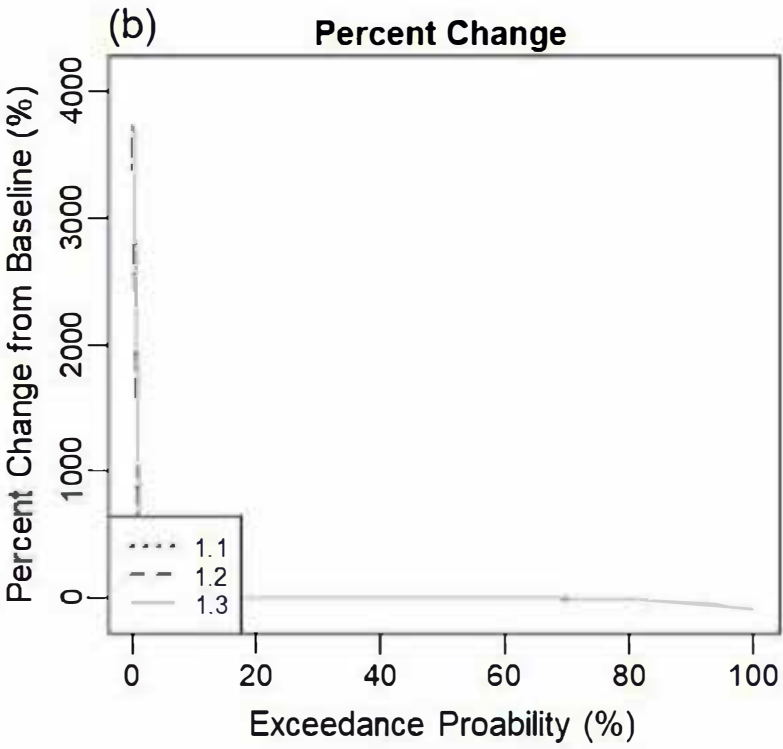 (b)
Percent Change
Percent Change from Baseline (%)
4000
3000
2000
1000
0
1.1
1.2
1.3
0 20 40 60 80 100
Exceedance Proability (%)